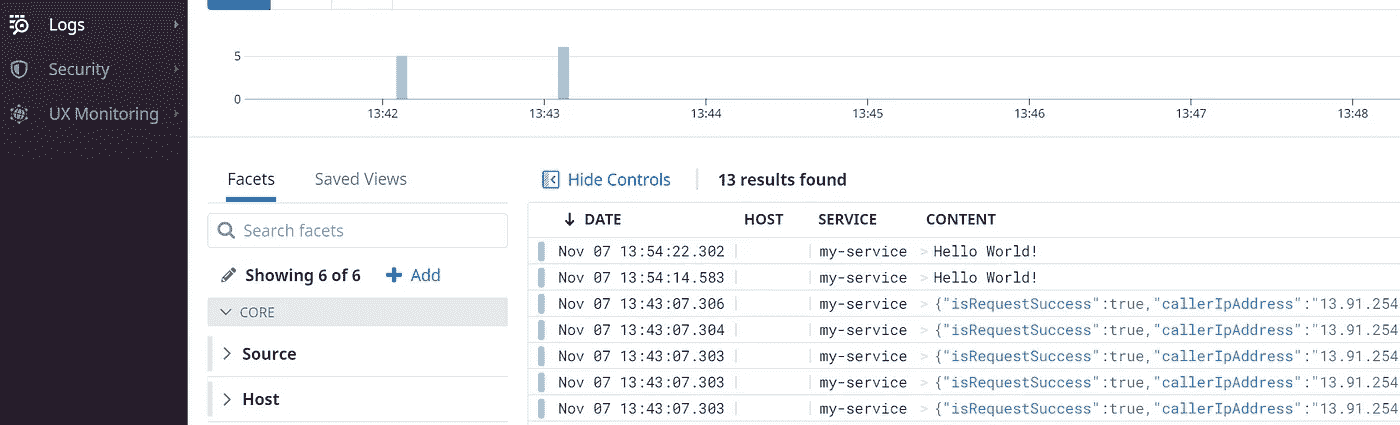 Logs
Security
UX Monitoring
5
0
13:42 13:43 13:44 13:45 13:46 13:47 13:48
Facets Saved Views
Search facets
Showing 6 of 6 Add
CORE
Source
Host
Hide Controls 13 results found
DATE HOST SERVICE CONTENT
Nov 07 13:54:22.302 my-service > Hello World!
Nov 07 13:54:14.583 my-service > Hello World!
Nov 07 13:43:07.306 my-service > {"isRequestSuccess":true,"callerIpAddress":"13.91.254
Nov 07 13:43:07.304 my-service > {"isRequestSuccess":true,"callerIpAddress":"13.91.254
Nov 07 13:43:07.303 my-service > {"isRequestSuccess":true,"callerIpAddress":"13.91.254
Nov 07 13:43:07.303 my-service > {"isRequestSuccess":true,"callerIpAddress":"13.91.254
Nov 07 13:43:07.303 my-service > {"isRequestSuccess":true,"callerIpAddress":"13.91.254